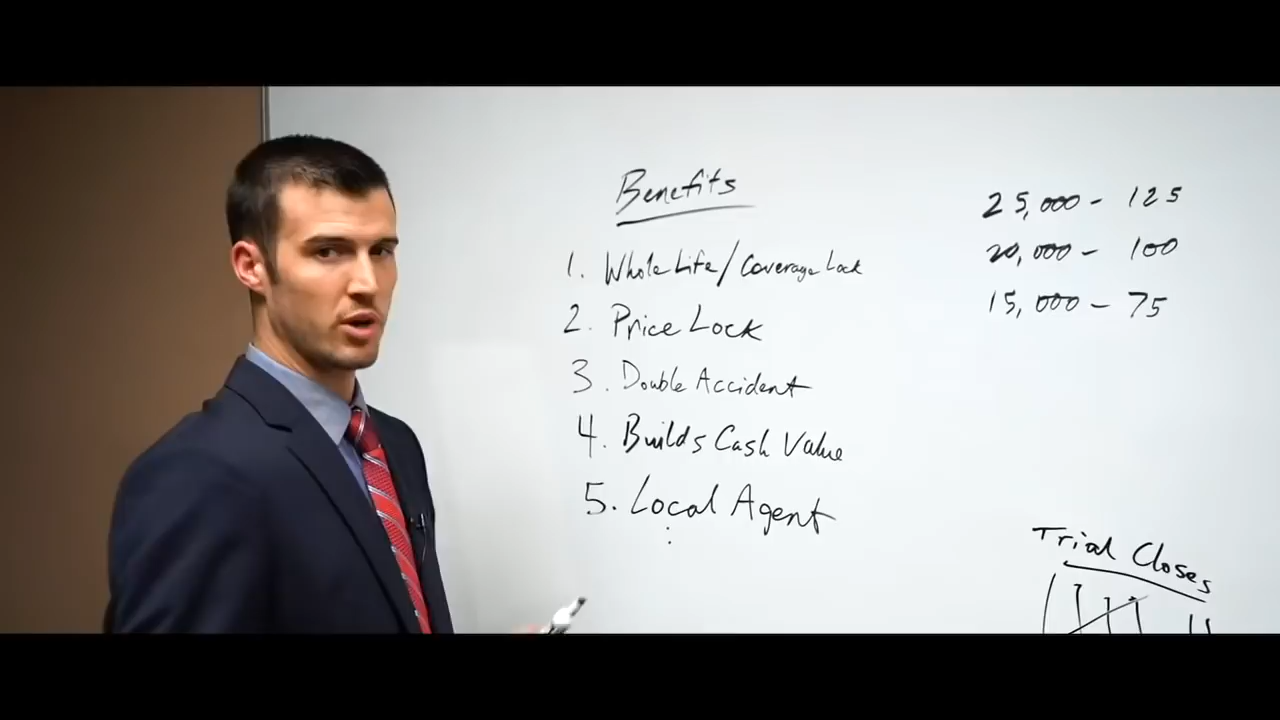 Benefits
1. Whole Life/Coverage Lock
2. Price Lock
3. Double Accident
4. Builds Cash Value
5. Local Agent
25,000 - 125
20,000 - 100
15,000 - 75
Trial Closes